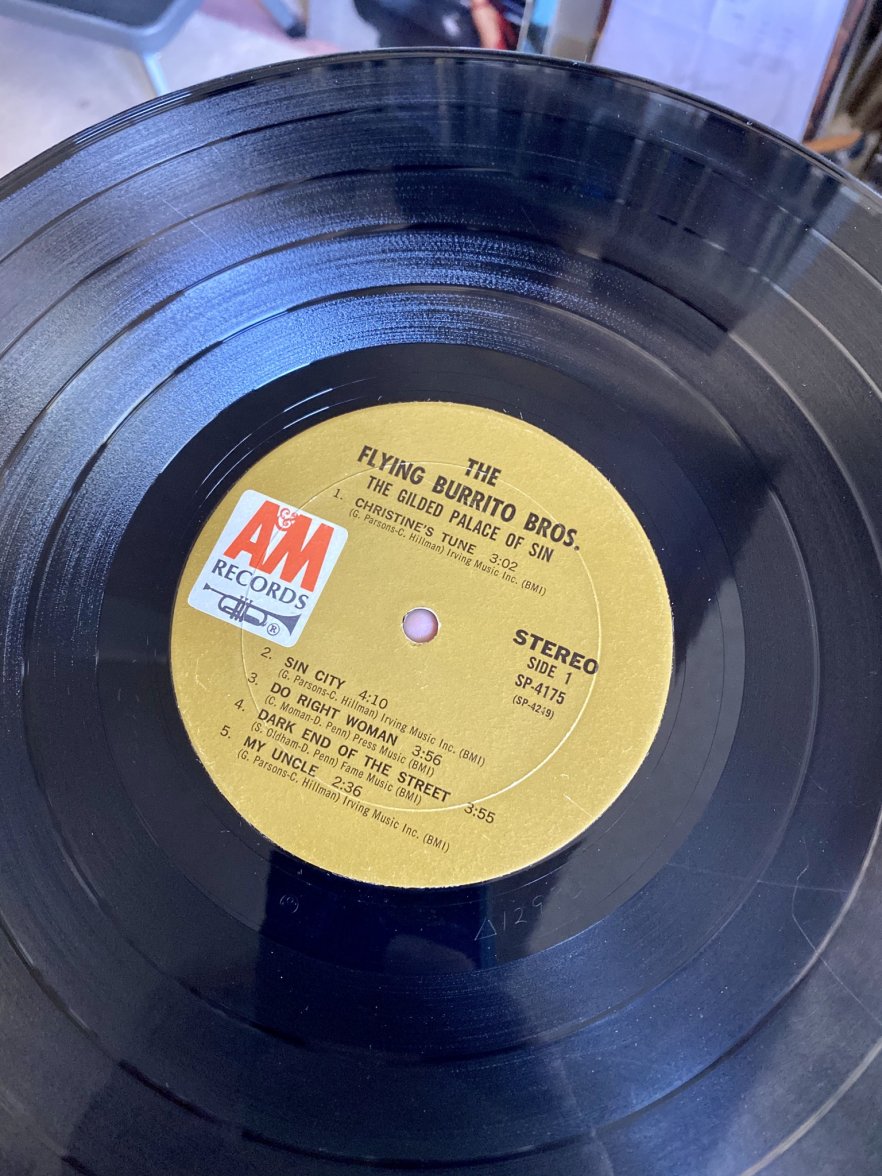 THE
FLYING BURRITO BROS.
THE GILDED PALACE OF SIN
1. CHRISTINE'S TUNE 3:02
(G. Parsons-C. Hillman) Irving Music Inc. (BMI)
A&M
RECORDS
®
STEREO
SIDE 1
SP-4175
2. SIN CITY 4:10
(G. Parsons-C. Hillman) Irving Music Inc. (BMI)
3. DO RIGHT WOMAN 3:56
(C. Moman-D. Penn) Press Music (BMI)
4. DARK END OF THE STREET 3:55
(S. Oldham-D. Penn) Fame Music (BMI)
5. MY UNCLE 2:36
(G. Parsons-C. Hillman) Irving Music Inc. (BMI)